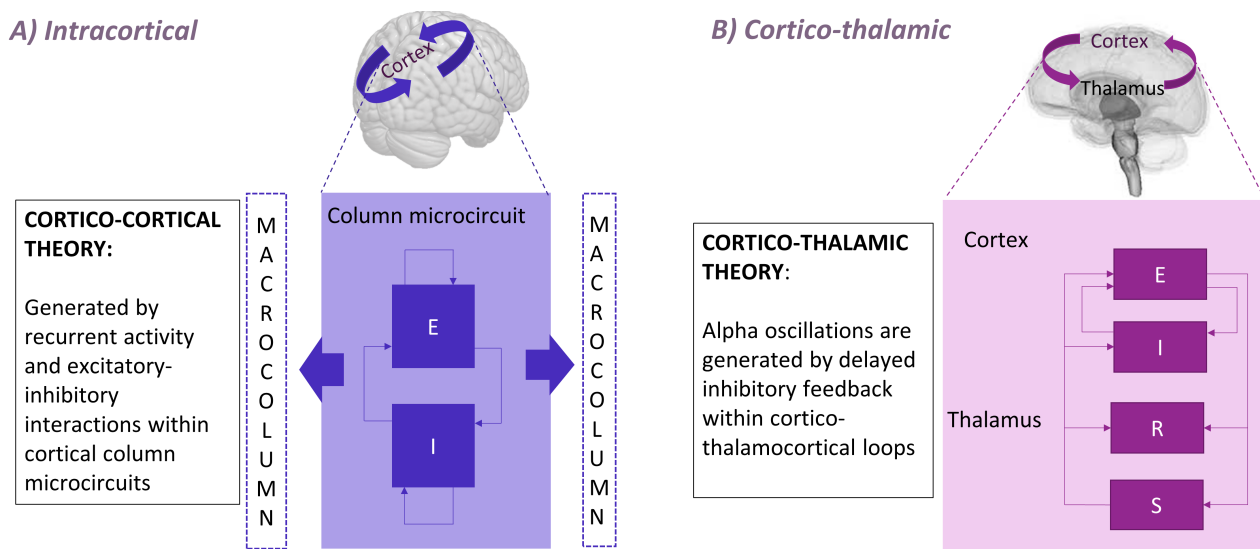 A) Intracortical
Cortex
CORTICO-CORTICAL
THEORY:
Generated by
recurrent activity
and excitatory-
inhibitory
interactions within
cortical column
microcircuits
MACROCOLUMN
Column microcircuit
E
I
MACROCOLUMN
B) Cortico-thalamic
Cortex
Thalamus
CORTICO-THALAMIC
THEORY:
Alpha oscillations are
generated by delayed
inhibitory feedback
within cortico-
thalamocortical loops
Cortex
E
I
Thalamus
R
S